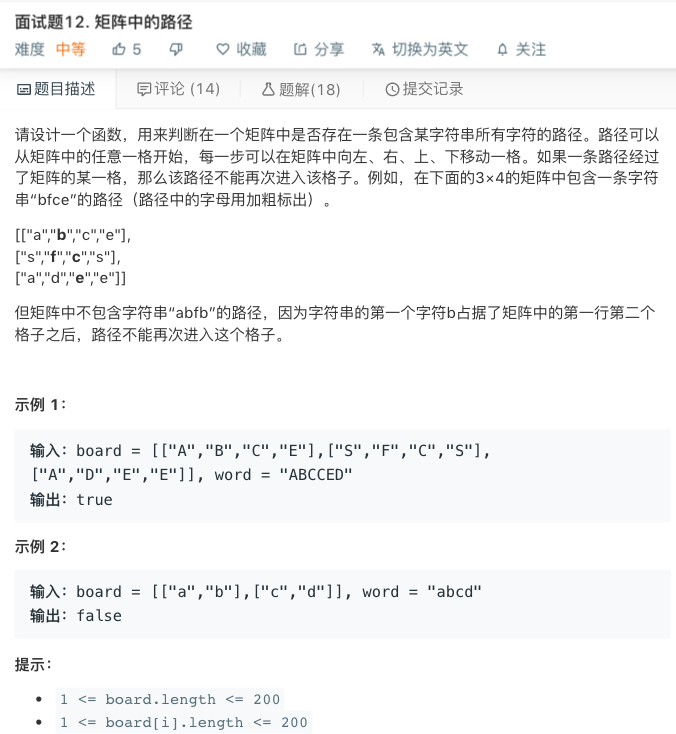 面试题12. 矩阵中的路径
难度 中等 5 收藏 分享 切换为英文 关注
题目描述 评论 (14) 题解(18) 提交记录
请设计一个函数，用来判断在一个矩阵中是否存在一条包含某字符串所有字符的路径。路径可以
从矩阵中的任意一格开始，每一步可以在矩阵中向左、右、上、下移动一格。如果一条路径经过
了矩阵的某一格，那么该路径不能再次进入该格子。例如，在下面的3×4的矩阵中包含一条字符
串“bfce”的路径（路径中的字母用加粗标出）。
[["a","b","c","e"],
["s","f","c","s"],
["a","d","e","e"]]
但矩阵中不包含字符串“abfb”的路径，因为字符串的第一个字符b占据了矩阵中的第一行第二个
格子之后，路径不能再次进入这个格子。
示例 1：
输入：board = [["A","B","C","E"],["S","F","C","S"],
["A","D","E","E"]], word = "ABCCED"
输出：true
示例 2：
输入：board = [["a","b"],["c","d"]], word = "abcd"
输出：false
提示：
• 1 <= board.length <= 200
• 1 <= board[i].length <= 200